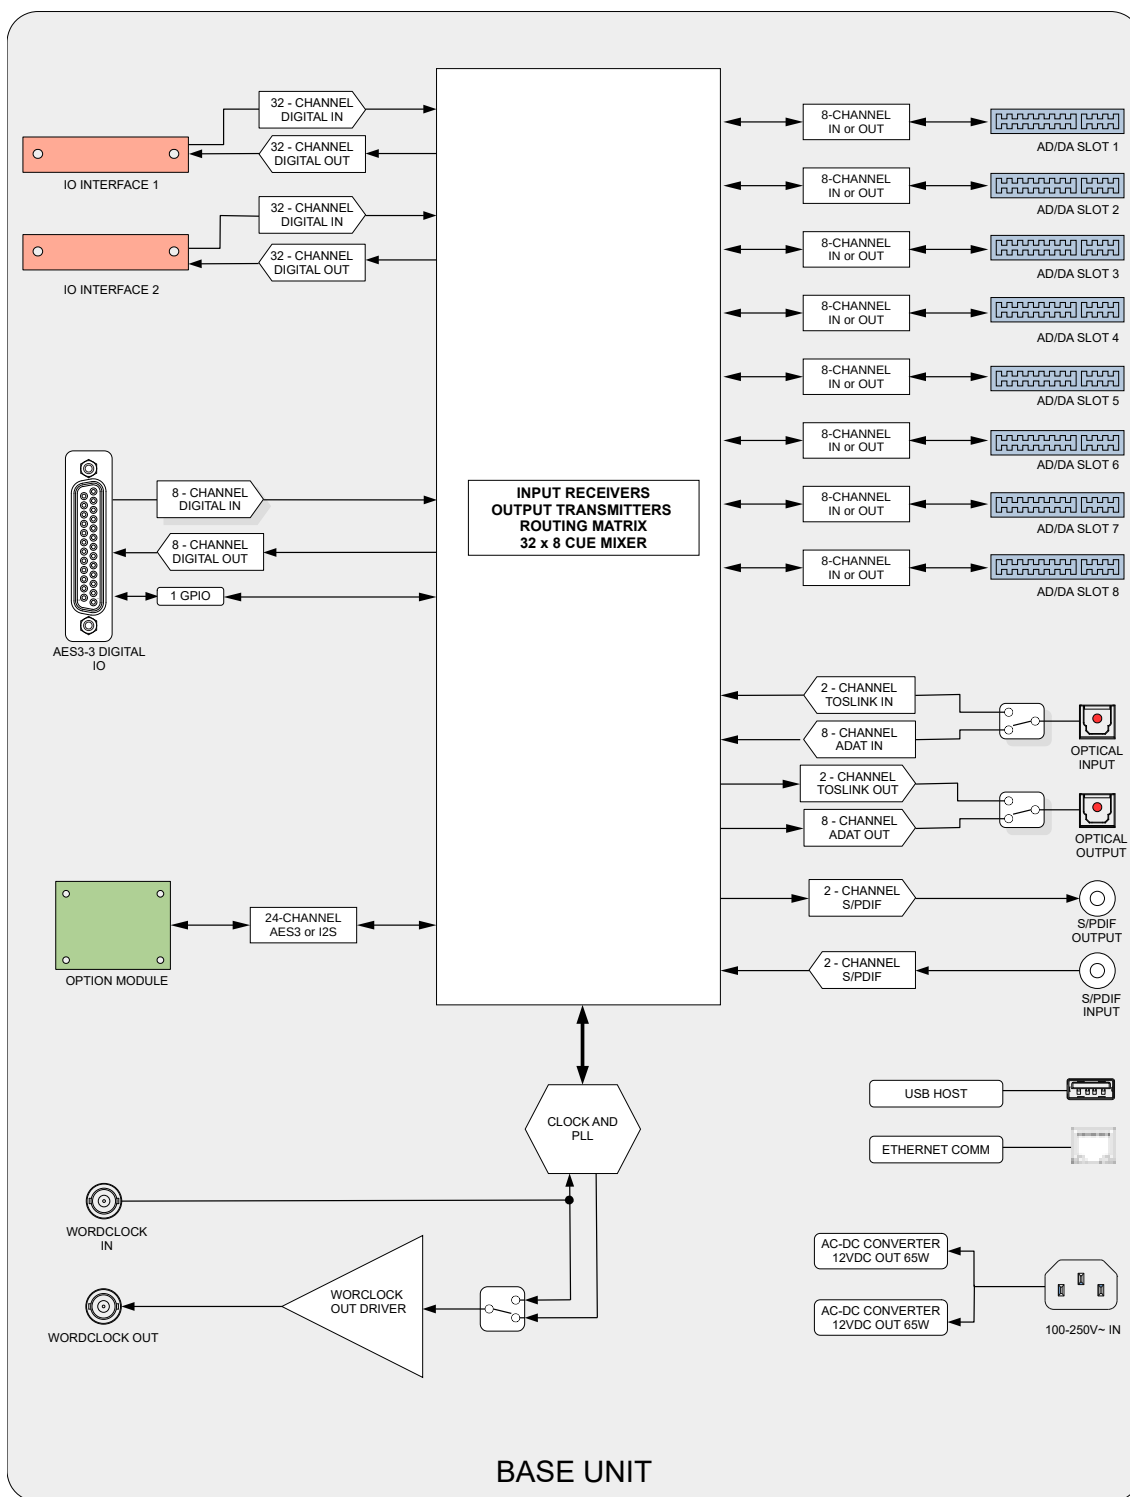 32 - CHANNEL
DIGITAL IN
32 - CHANNEL
DIGITAL OUT
IO INTERFACE 1
32 - CHANNEL
DIGITAL IN
32 - CHANNEL
DIGITAL OUT
IO INTERFACE 2
8 - CHANNEL
DIGITAL IN
8 - CHANNEL
DIGITAL OUT
1 GPIO
AES3-3 DIGITAL
IO
24-CHANNEL
AES3 or I2S
OPTION MODULE
INPUT RECEIVERS
OUTPUT TRANSMITTERS
ROUTING MATRIX
32 x 8 CUE MIXER
8-CHANNEL
IN or OUT
AD/DA SLOT 1
8-CHANNEL
IN or OUT
AD/DA SLOT 2
8-CHANNEL
IN or OUT
AD/DA SLOT 3
8-CHANNEL
IN or OUT
AD/DA SLOT 4
8-CHANNEL
IN or OUT
AD/DA SLOT 5
8-CHANNEL
IN or OUT
AD/DA SLOT 6
8-CHANNEL
IN or OUT
AD/DA SLOT 7
8-CHANNEL
IN or OUT
AD/DA SLOT 8
2 - CHANNEL
TOSLINK IN
8 - CHANNEL
ADAT IN
OPTICAL
INPUT
2 - CHANNEL
TOSLINK OUT
8 - CHANNEL
ADAT OUT
OPTICAL
OUTPUT
2 - CHANNEL
S/PDIF
S/PDIF
OUTPUT
2 - CHANNEL
S/PDIF
S/PDIF
INPUT
CLOCK AND
PLL
USB HOST
ETHERNET COMM
WORDCLOCK
IN
WORCLOCK
OUT DRIVER
WORDCLOCK OUT
AC-DC CONVERTER
12VDC OUT 65W
AC-DC CONVERTER
12VDC OUT 65W
100-250V~ IN
BASE UNIT